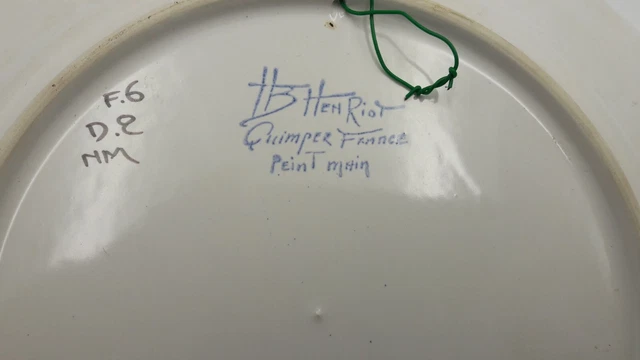 F.6
D.2
NM
HB HENRIOT
QUIMPER FRANCE
PEINT MAIN